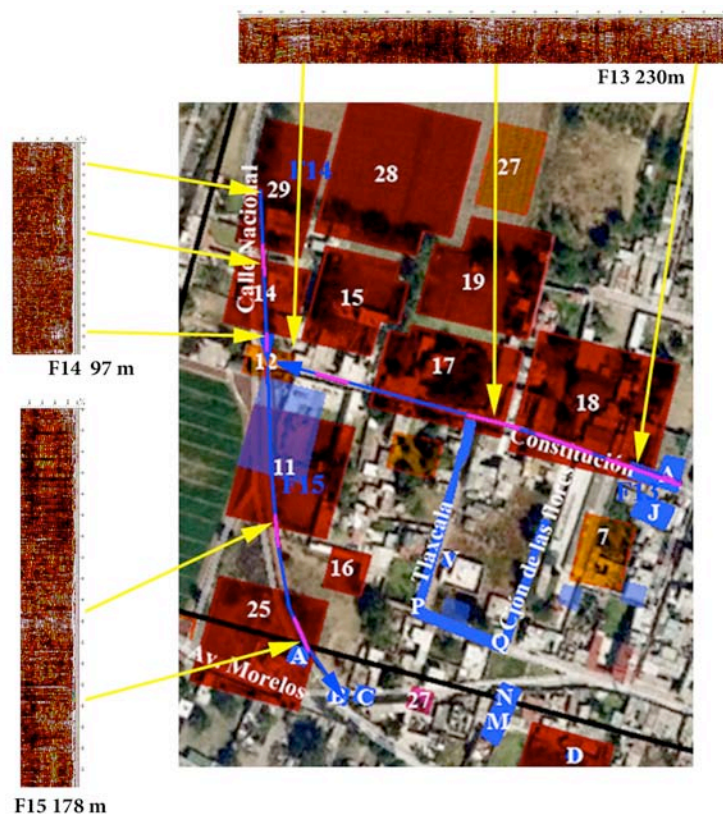 F13 230m
F14
29
28
27
Calle Nacional
19
14
15
F14 97 m
12
17
18
Constitución
A
11
F15
J
Tlaxcala
Cjon de las flores
7
V
16
P
25
Q
A
Av. Morelos
B C
27
N
M
D
F15 178 m